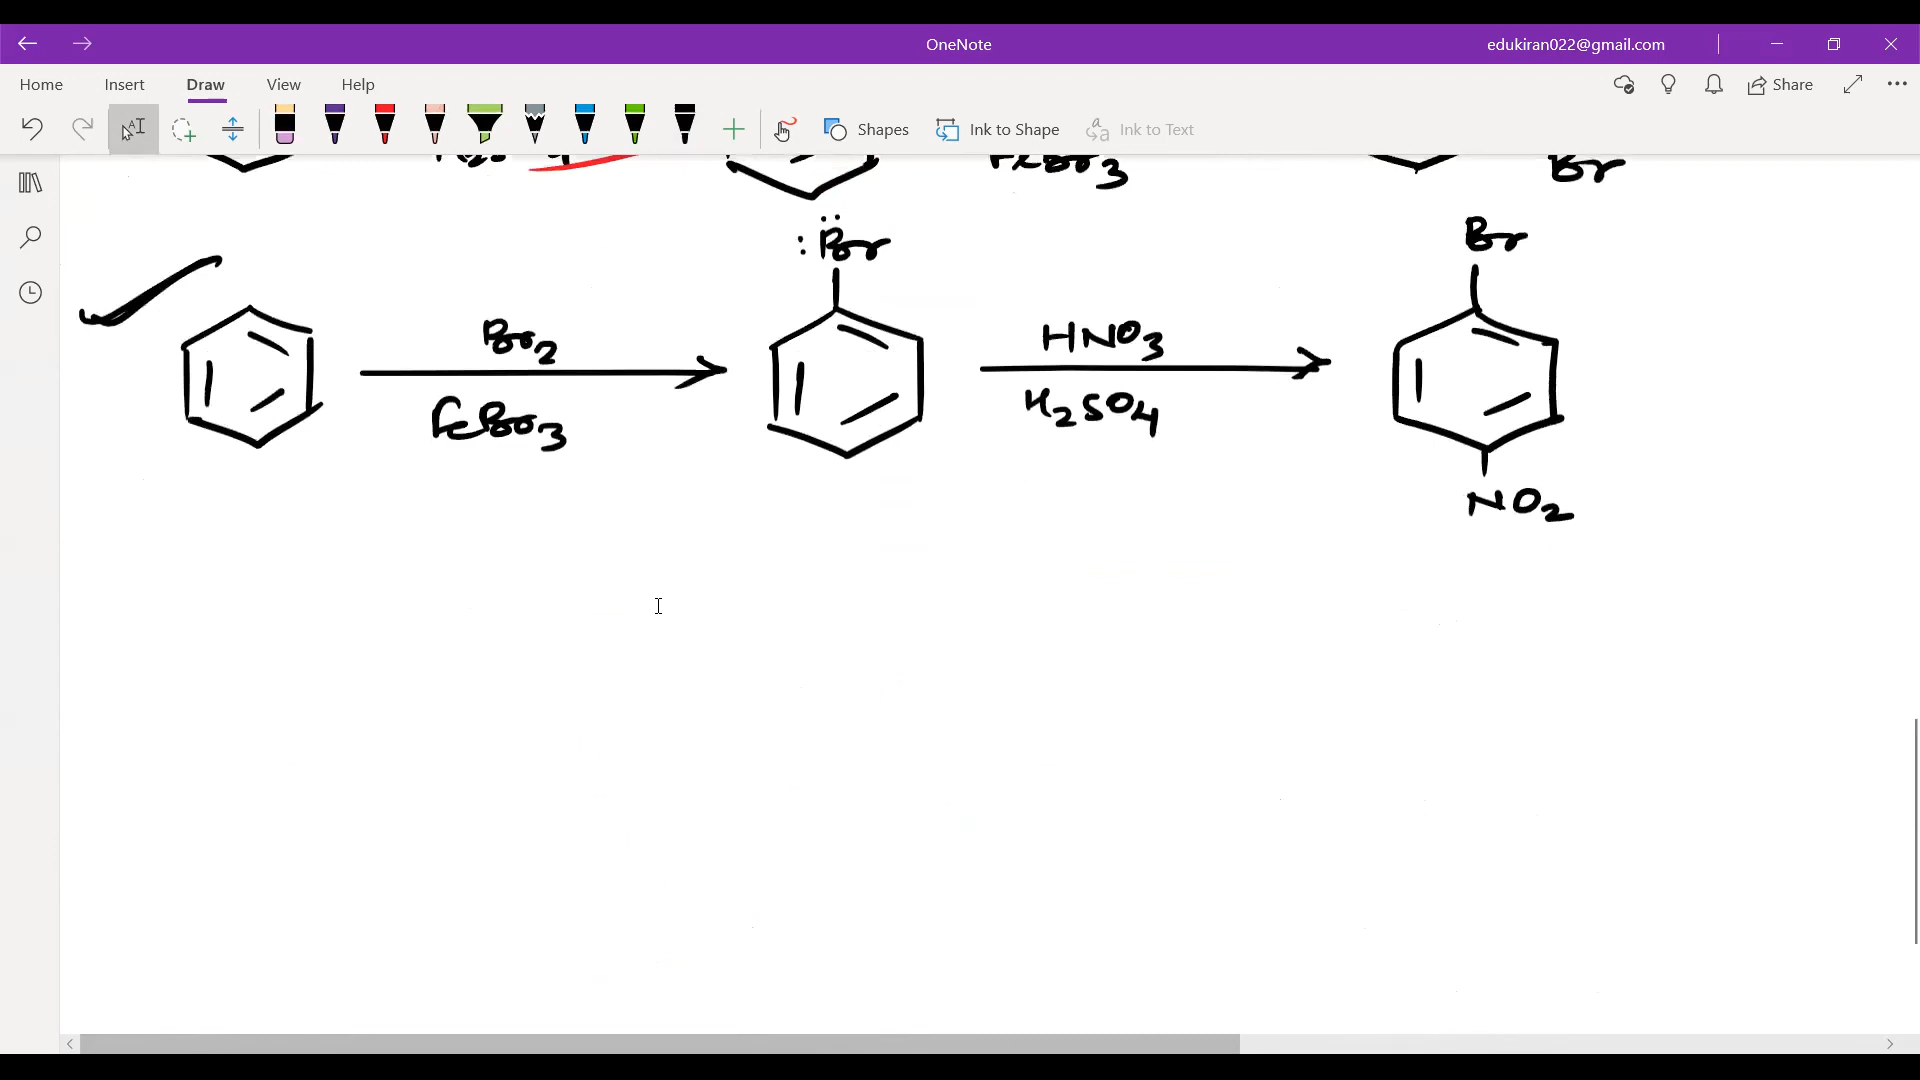 OneNote
edukiran022@gmail.com
Home Insert Draw View Help
Share
Shapes Ink to Shape Ink to Text
FeBr3
Br
:Br
Br
Br2
FeBr3
HNO3
H2SO4
NO2